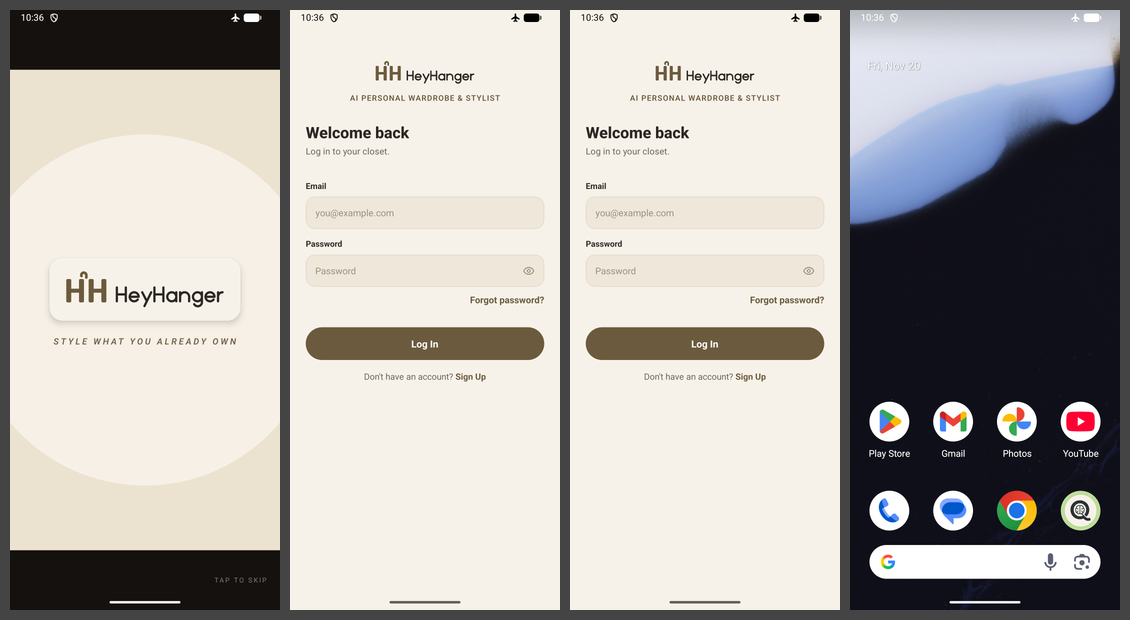 10:36
HH HeyHanger
STYLE WHAT YOU ALREADY OWN
TAP TO SKIP
10:36
HH HeyHanger
AI PERSONAL WARDROBE & STYLIST
Welcome back
Log in to your closet.
Email
you@example.com
Password
Password
Forgot password?
Log In
Don't have an account? Sign Up
10:36
HH HeyHanger
AI PERSONAL WARDROBE & STYLIST
Welcome back
Log in to your closet.
Email
you@example.com
Password
Password
Forgot password?
Log In
Don't have an account? Sign Up
10:36
Fri, Nov 20
Play Store Gmail Photos YouTube
G